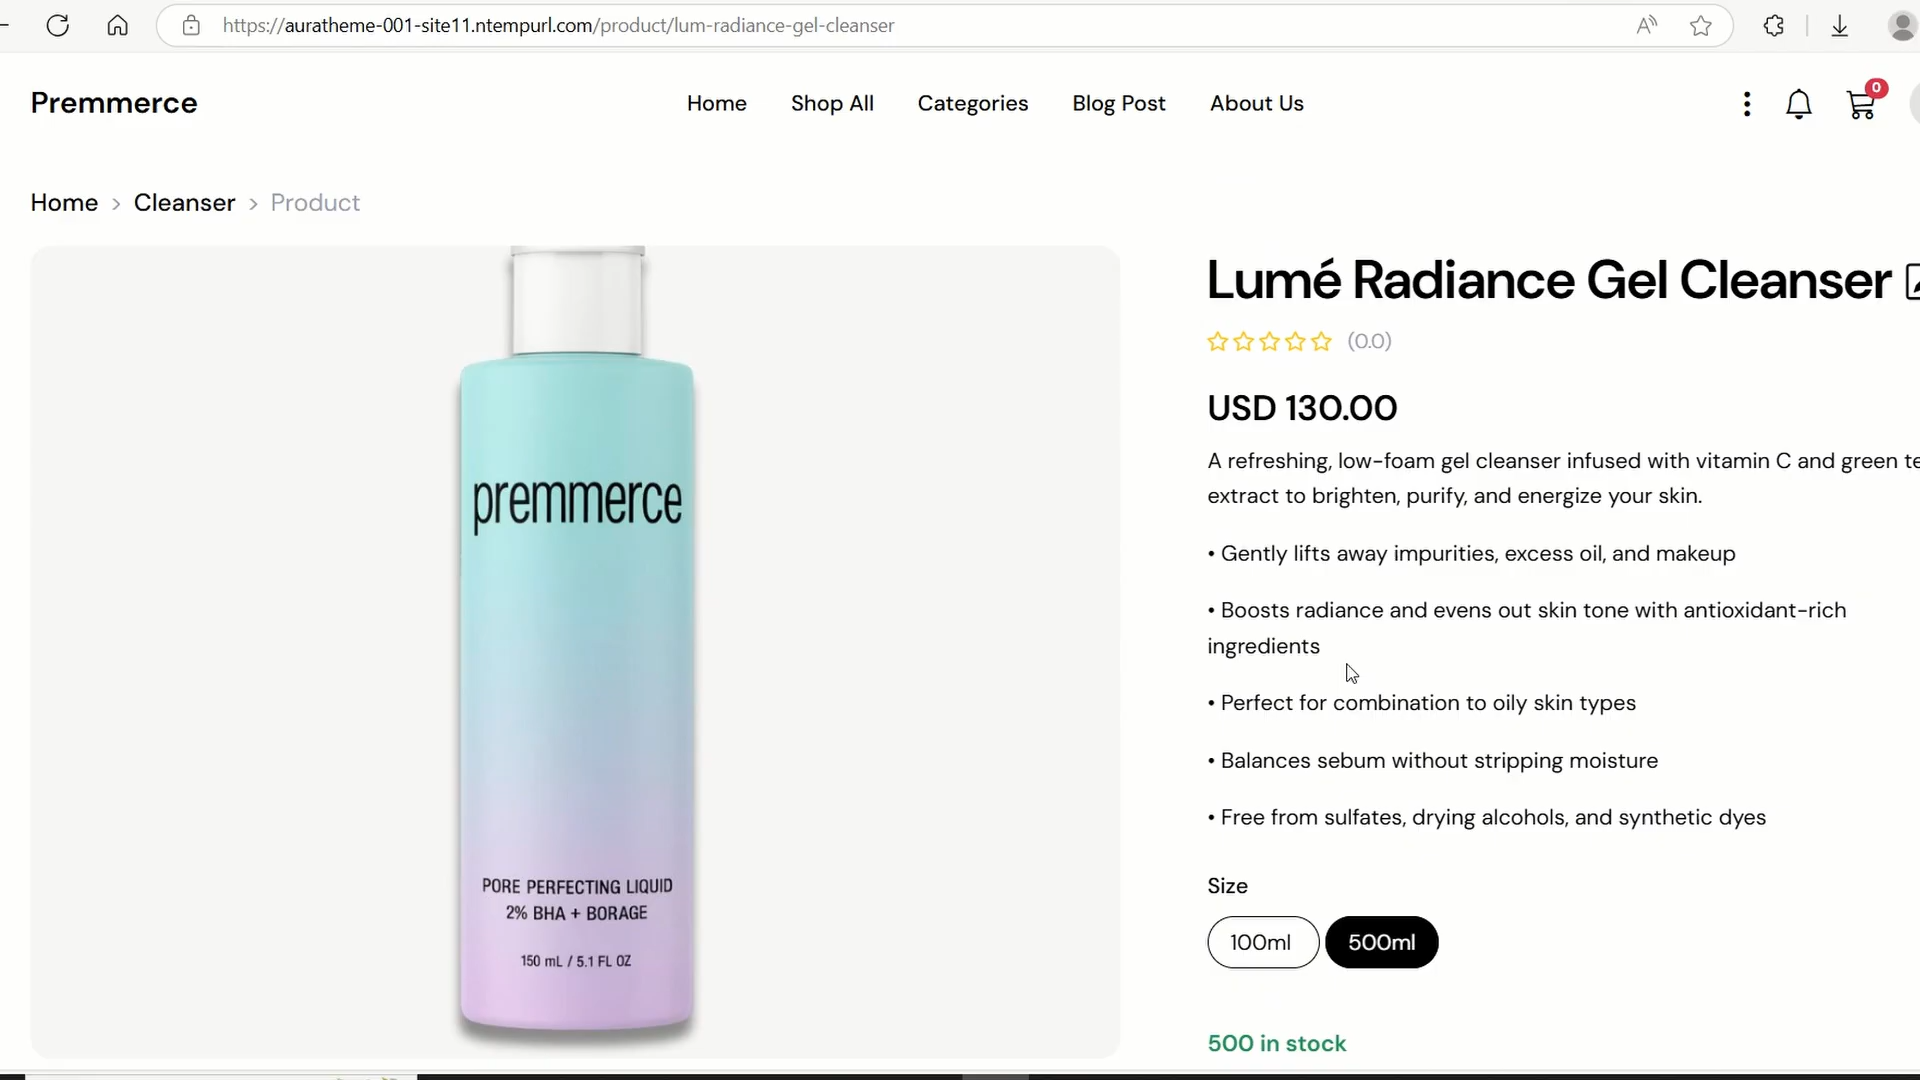 https://auratheme-001-site11.ntempurl.com/product/lum-radiance-gel-cleanser
Premmerce
Home
Shop All
Categories
Blog Post
About Us
0
Home > Cleanser > Product
premmerce
PORE PERFECTING LIQUID
2% BHA + BORAGE
150 mL / 5.1 FL OZ
Lumé Radiance Gel Cleanser
(0.0)
USD 130.00
A refreshing, low-foam gel cleanser infused with vitamin C and green te
extract to brighten, purify, and energize your skin.
• Gently lifts away impurities, excess oil, and makeup
• Boosts radiance and evens out skin tone with antioxidant-rich
ingredients
• Perfect for combination to oily skin types
• Balances sebum without stripping moisture
• Free from sulfates, drying alcohols, and synthetic dyes
Size
100ml
500ml
500 in stock